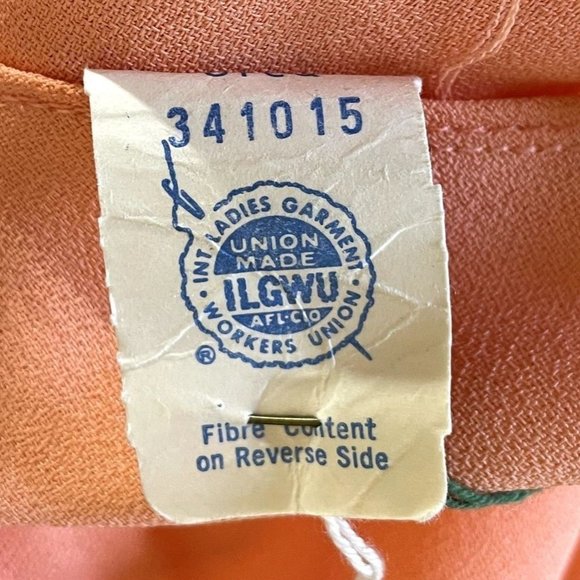 341015
INT. LADIES GARMENT
WORKERS UNION
UNION
MADE
ILGWU
AFL-CIO
®
Fibre Content
on Reverse Side